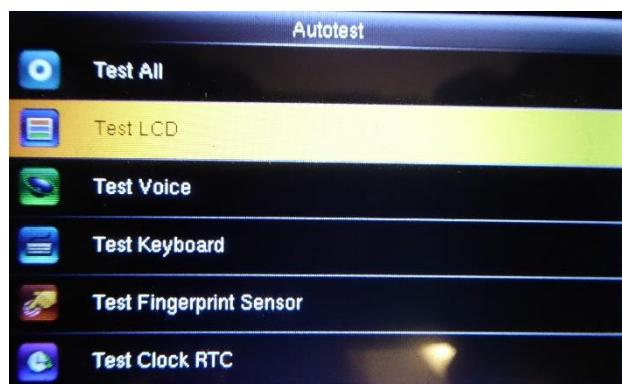 Autotest
Test All
Test LCD
Test Voice
Test Keyboard
Test Fingerprint Sensor
Test Clock RTC